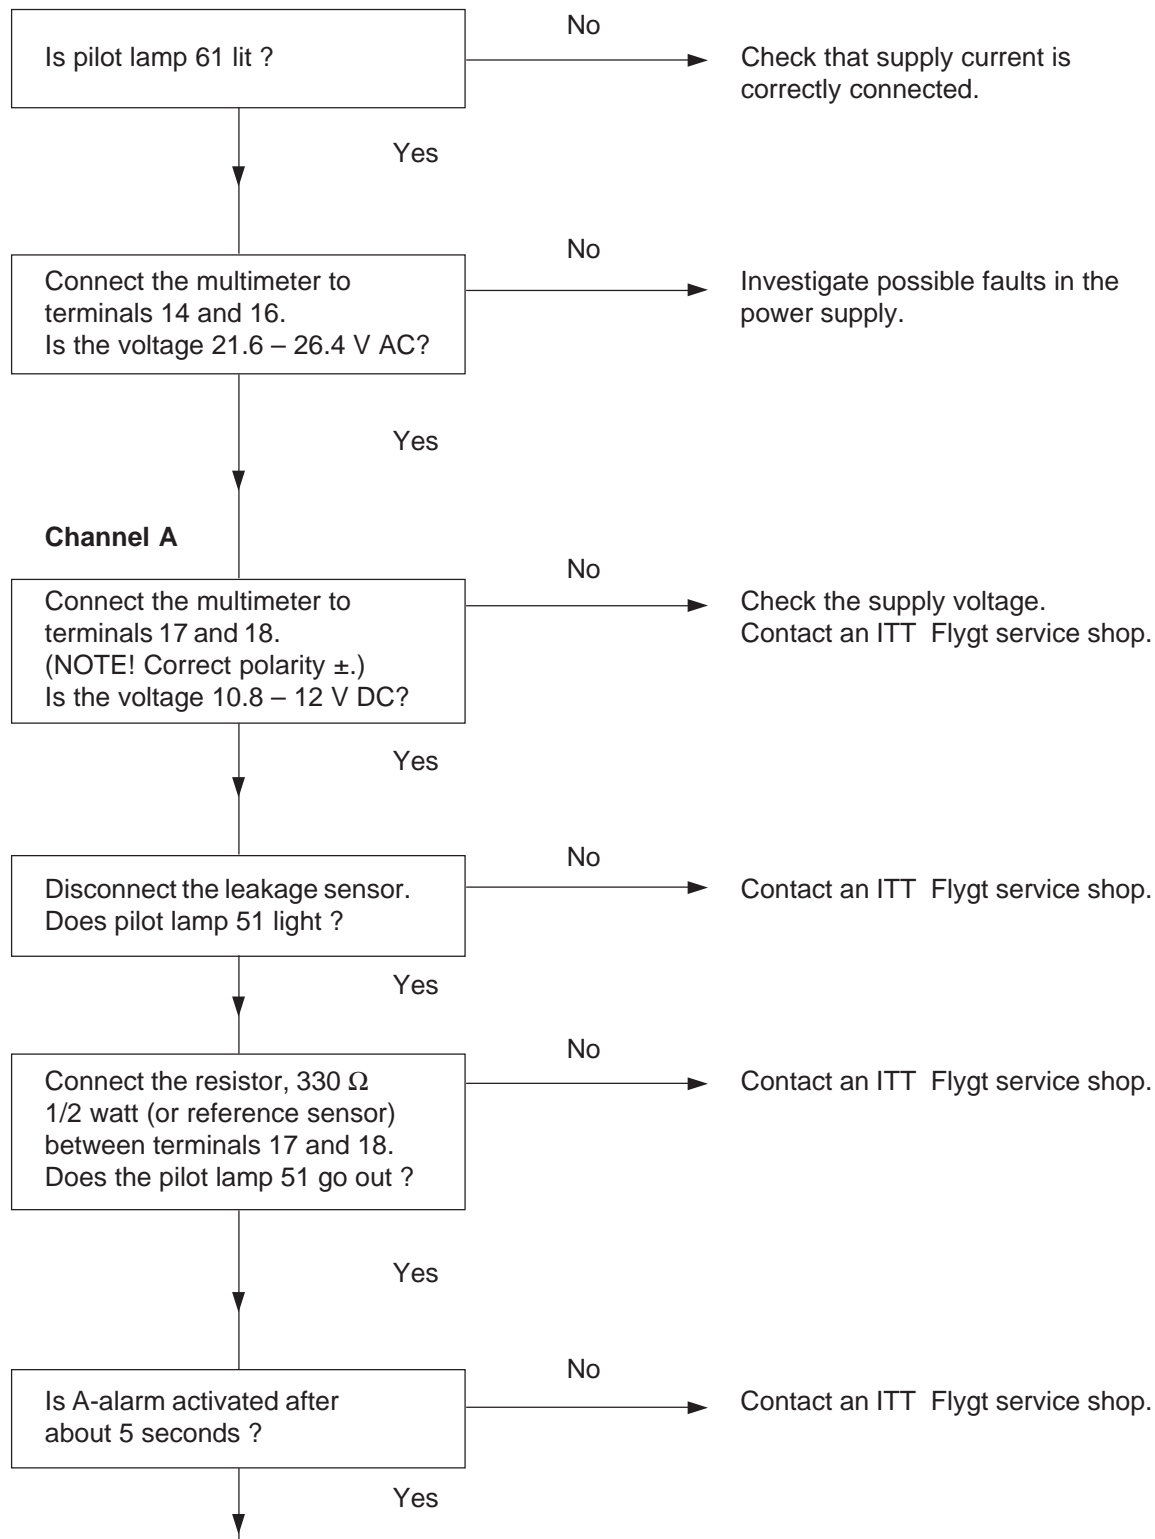 No
Is pilot lamp 61 lit ?
Check that supply current is
correctly connected.
Yes
No
Connect the multimeter to
terminals 14 and 16.
Is the voltage 21.6 – 26.4 V AC?
Investigate possible faults in the
power supply.
Yes
Channel A
No
Connect the multimeter to
terminals 17 and 18.
(NOTE! Correct polarity ±.)
Is the voltage 10.8 – 12 V DC?
Check the supply voltage.
Contact an ITT Flygt service shop.
Yes
No
Disconnect the leakage sensor.
Does pilot lamp 51 light ?
Contact an ITT Flygt service shop.
Yes
No
Connect the resistor, 330 Ω
1/2 watt (or reference sensor)
between terminals 17 and 18.
Does the pilot lamp 51 go out ?
Contact an ITT Flygt service shop.
Yes
No
Is A-alarm activated after
about 5 seconds ?
Contact an ITT Flygt service shop.
Yes